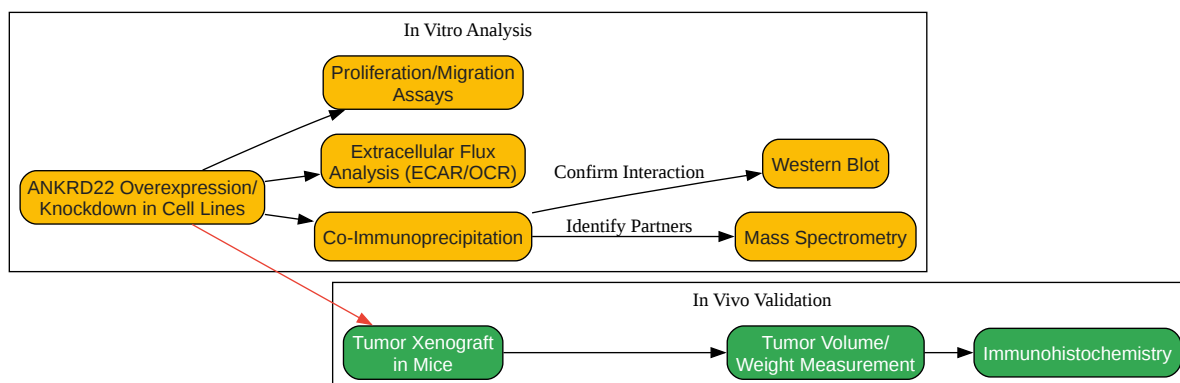 In Vitro Analysis
Proliferation/Migration
Assays
Extracellular Flux
Analysis (ECAR/OCR)
Confirm Interaction
Western Blot
ANKRD22 Overexpression/
Knockdown in Cell Lines
Co-Immunoprecipitation
Identify Partners
Mass Spectrometry
In Vivo Validation
Tumor Xenograft
in Mice
Tumor Volume/
Weight Measurement
Immunohistochemistry